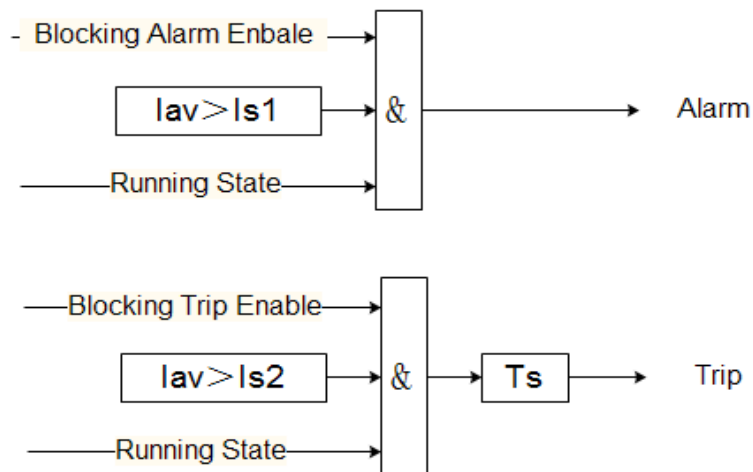 Blocking Alarm Enbale
Iav>Is1
&
Alarm
Running State
Blocking Trip Enable
Iav>Is2
&
Ts
Trip
Running State